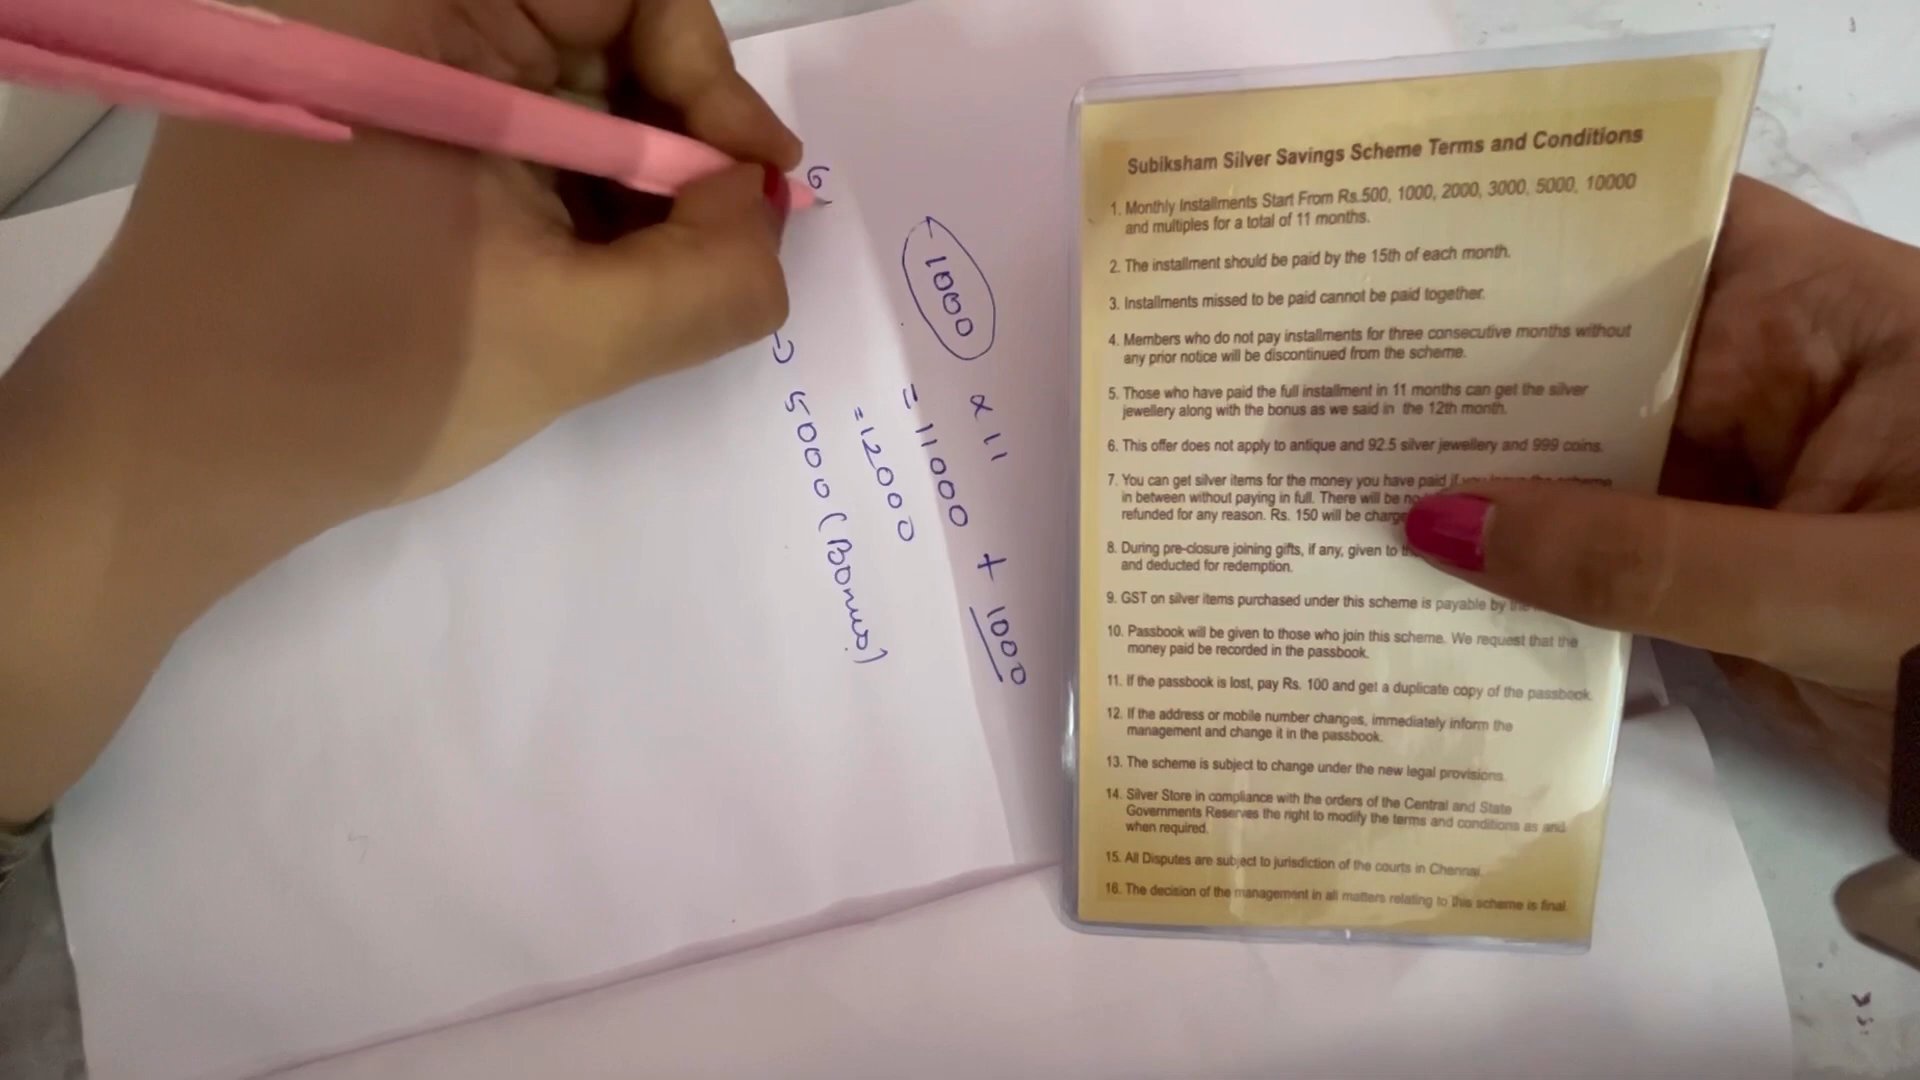 1000 × 11 + 1000
= 11000
= 12000
→ 5000 (Bonus)
6
Subiksham Silver Savings Scheme Terms and Conditions
1. Monthly Installments Start From Rs.500, 1000, 2000, 3000, 5000, 10000
and multiples for a total of 11 months.
2. The installment should be paid by the 15th of each month.
3. Installments missed to be paid cannot be paid together.
4. Members who do not pay installments for three consecutive months without
any prior notice will be discontinued from the scheme.
5. Those who have paid the full installment in 11 months can get the silver
jewellery along with the bonus as we said in the 12th month.
6. This offer does not apply to antique and 92.5 silver jewellery and 999 coins.
7. You can get silver items for the money you have paid if
in between without paying in full. There will be no
refunded for any reason. Rs. 150 will be
8. During pre-closure joining gifts, if any, given to
and deducted for redemption.
9. GST on silver items purchased under this scheme is payable by
10. Passbook will be given to those who join this scheme. We request that the
money paid be recorded in the passbook.
11. If the passbook is lost, pay Rs. 100 and get a duplicate copy of the passbook.
12. If the address or mobile number changes, immediately inform the
management and change it in the passbook.
13. The scheme is subject to change under the new legal provisions.
14. Silver Store in compliance with the orders of the Central and State
Governments Reserves the right to modify the terms and conditions as and
when required.
15. All Disputes are subject to jurisdiction of the courts in Chennai.
16. The decision of the management in all matters relating to this scheme is final.